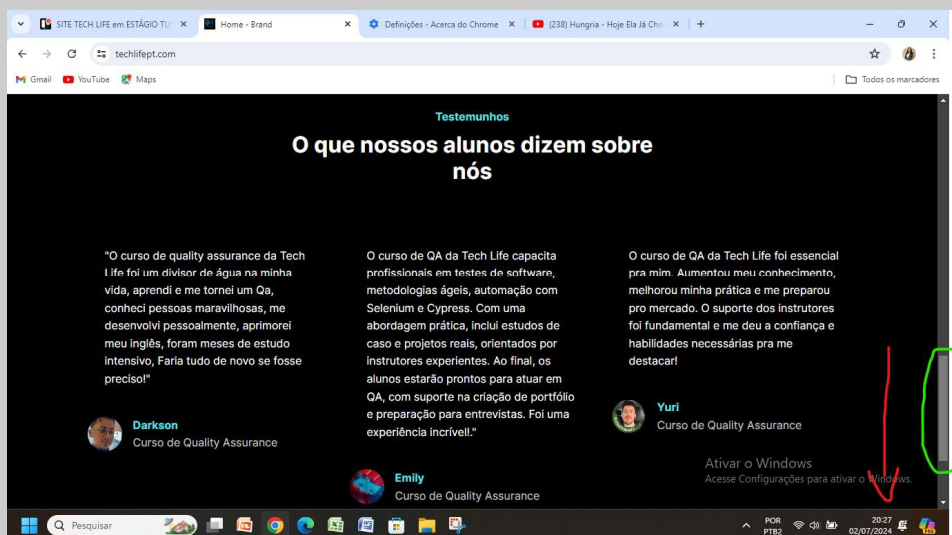 SITE TECH LIFE em ESTÁGIO TU
Home - Brand
Definições - Acerca do Chrome
(238) Hungria - Hoje Ela Já Cho
techlifept.com
Gmail
YouTube
Maps
Todos os marcadores
Testemunhos
O que nossos alunos dizem sobre
nós
"O curso de quality assurance da Tech
Life foi um divisor de água na minha
vida, aprendi e me tornei um Qa,
conheci pessoas maravilhosas, me
desenvolvi pessoalmente, aprimorei
meu inglês, foram meses de estudo
intensivo, Faria tudo de novo se fosse
preciso!"
Darkson
Curso de Quality Assurance
O curso de QA da Tech Life capacita
profissionais em testes de software,
metodologias ágeis, automação com
Selenium e Cypress. Com uma
abordagem prática, inclui estudos de
caso e projetos reais, orientados por
instrutores experientes. Ao final, os
alunos estarão prontos para atuar em
QA, com suporte na criação de portfólio
e preparação para entrevistas. Foi uma
experiência incrível!."
Emily
Curso de Quality Assurance
O curso de QA da Tech Life foi essencial
pra mim. Aumentou meu conhecimento,
melhorou minha prática e me preparou
pro mercado. O suporte dos instrutores
foi fundamental e me deu a confiança e
habilidades necessárias pra me
destacar!
Yuri
Curso de Quality Assurance
Ativar o Windows
Acesse Configurações para ativar o Windows.
Pesquisar
POR
PTB2
20:27
02/07/2024